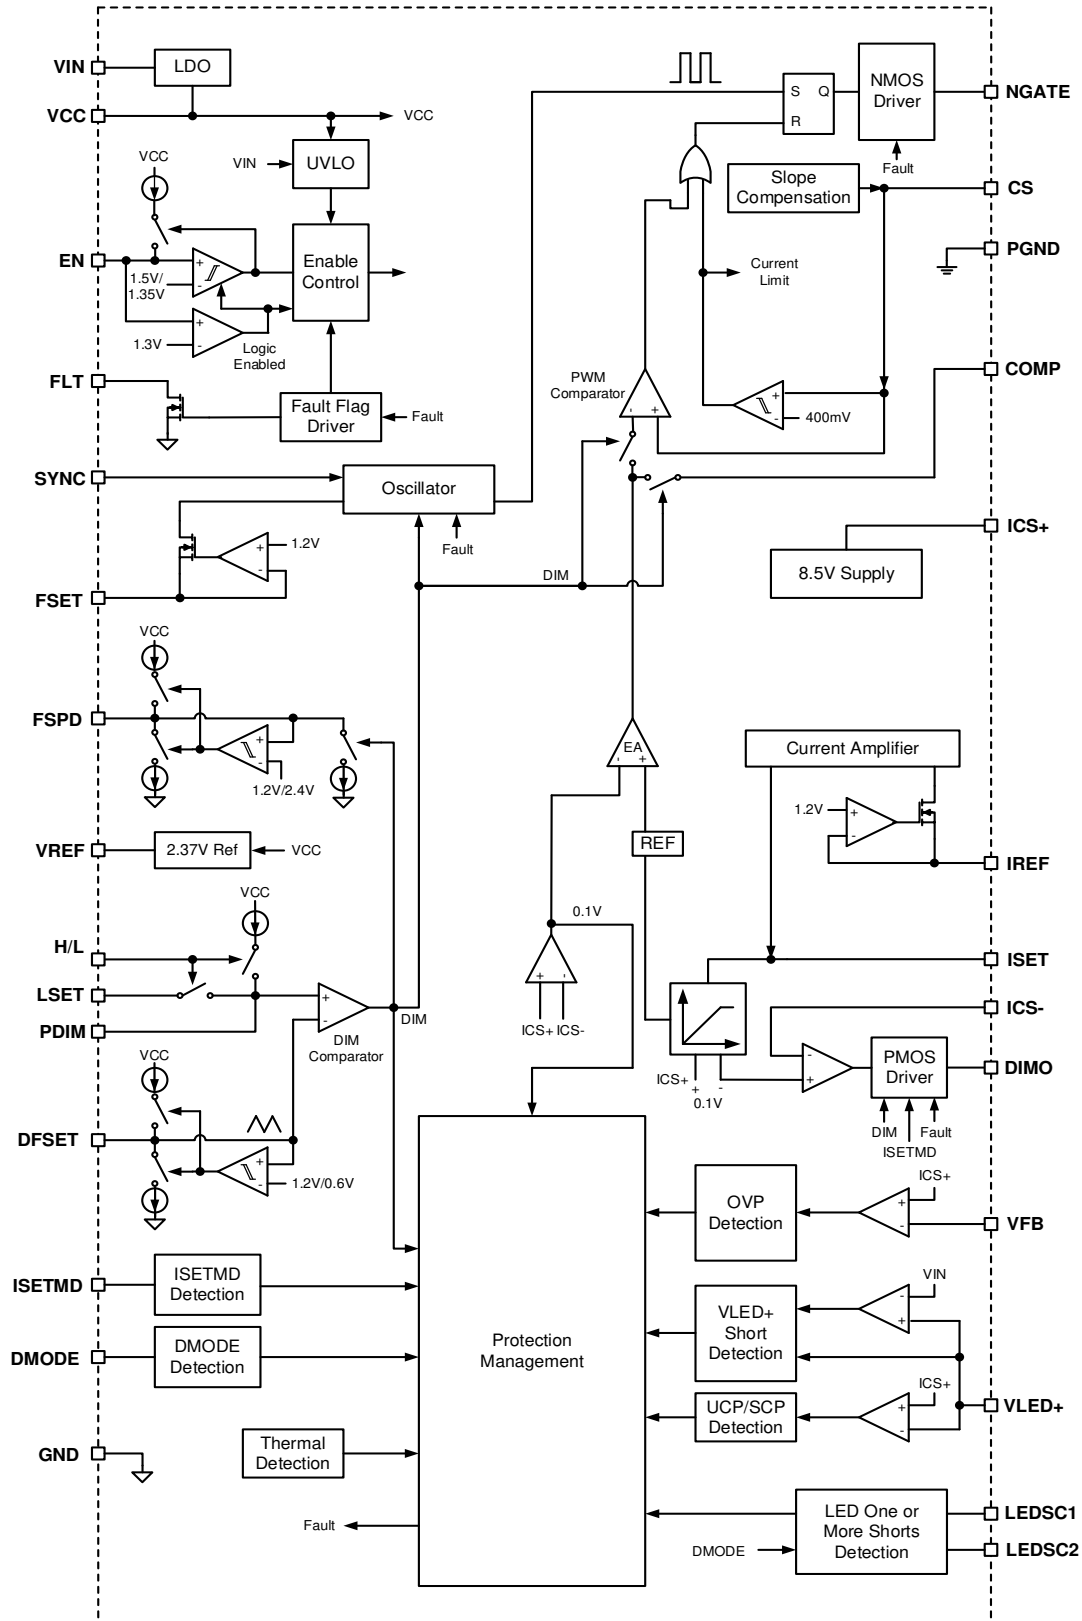 VIN
LDO
VCC
VCC
VIN
UVLO
VCC
EN
+
-
1.5V/
1.35V
Enable
Control
+
-
1.3V
Logic
Enabled
FLT
Fault Flag
Driver
Fault
SYNC
Oscillator
Fault
1.2V
+
-
FSET
VCC
FSPD
+
-
1.2V/2.4V
VREF
2.37V Ref
VCC
VCC
H/L
LSET
PDIM
+
-
DIM
Comparator
DIM
VCC
DFSET
+
-
1.2V/0.6V
ISETMD
ISETMD
Detection
DMODE
DMODE
Detection
GND
Thermal
Detection
Fault
Protection
Management
S
Q
R
NMOS
Driver
NGATE
Fault
Slope
Compensation
CS
PGND
Current
Limit
PWM
Comparator
-
+
+
-
400mV
COMP
DIM
ICS+
8.5V Supply
EA
-
+
REF
Current Amplifier
1.2V
+
-
IREF
0.1V
+
-
ICS+
ICS-
ISET
ICS-
ICS+
+
-
0.1V
-
+
PMOS
Driver
DIMO
DIM
ISETMD
Fault
OVP
Detection
ICS+
+
-
VFB
VLED+
Short
Detection
VIN
-
+
UCP/SCP
Detection
ICS+
+
-
VLED+
LED One or
More Shorts
Detection
DMODE
LEDSC1
LEDSC2